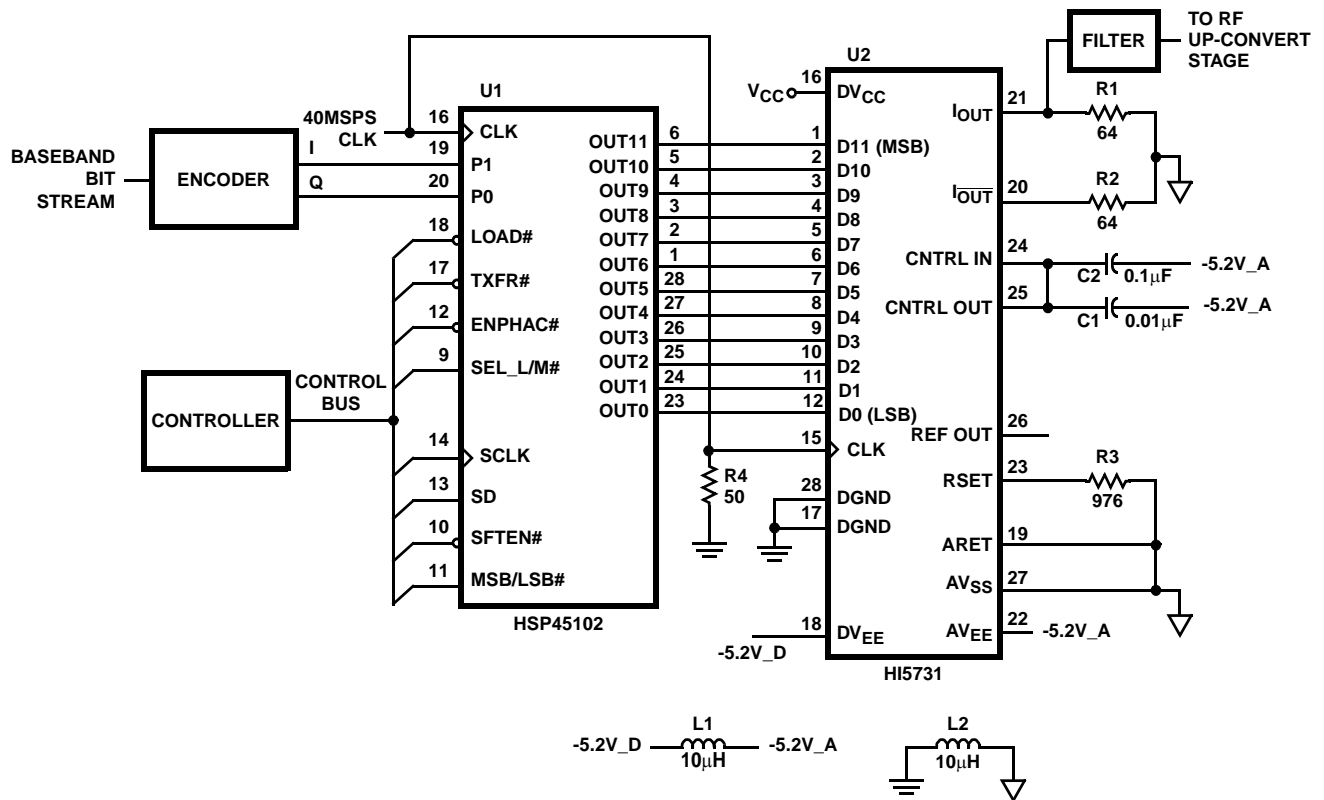 BASEBAND
BIT
STREAM
ENCODER
I
Q
40MSPS
CLK
CONTROLLER
CONTROL
BUS
U1
16 CLK
19 P1
20 P0
18 LOAD#
17 TXFR#
12 ENPHAC#
9 SEL_L/M#
14 SCLK
13 SD
10 SFTEN#
11 MSB/LSB#
OUT11 6
OUT10 5
OUT9 4
OUT8 3
OUT7 2
OUT6 1
OUT5 28
OUT4 27
OUT3 26
OUT2 25
OUT1 24
OUT0 23
HSP45102
R4
50
U2
VCC 16 DVCC
1 D11 (MSB)
2 D10
3 D9
4 D8
5 D7
6 D6
7 D5
8 D4
9 D3
10 D2
11 D1
12 D0 (LSB)
15 CLK
28 DGND
17 DGND
18 DVEE
-5.2V_D
IOUT 21
IOUT 20
CNTRL IN 24
CNTRL OUT 25
REF OUT 26
RSET 23
ARET 19
AVSS 27
AVEE 22 -5.2V_A
HI5731
FILTER
TO RF
UP-CONVERT
STAGE
R1
64
R2
64
C2 0.1μF -5.2V_A
C1 0.01μF -5.2V_A
R3
976
L1
-5.2V_D -5.2V_A
10μH
L2
10μH